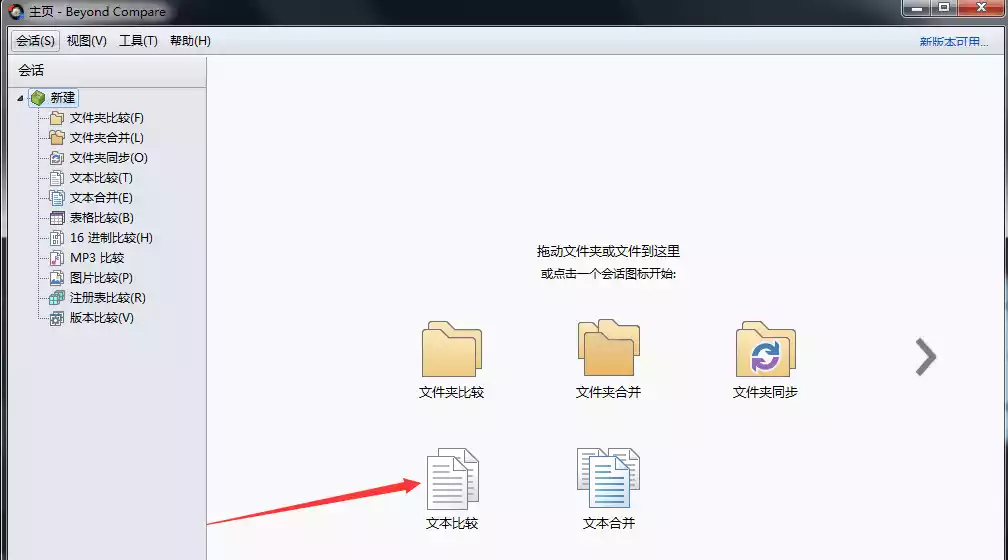 主页 - Beyond Compare
会话(S) 视图(V) 工具(T) 帮助(H) 新版本可用...
会话
新建
文件夹比较(F)
文件夹合并(L)
文件夹同步(O)
文本比较(T)
文本合并(E)
表格比较(B)
16 进制比较(H)
MP3 比较
图片比较(P)
注册表比较(R)
版本比较(V)
拖动文件夹或文件到这里
或点击一个会话图标开始:
文件夹比较 文件夹合并 文件夹同步
文本比较 文本合并